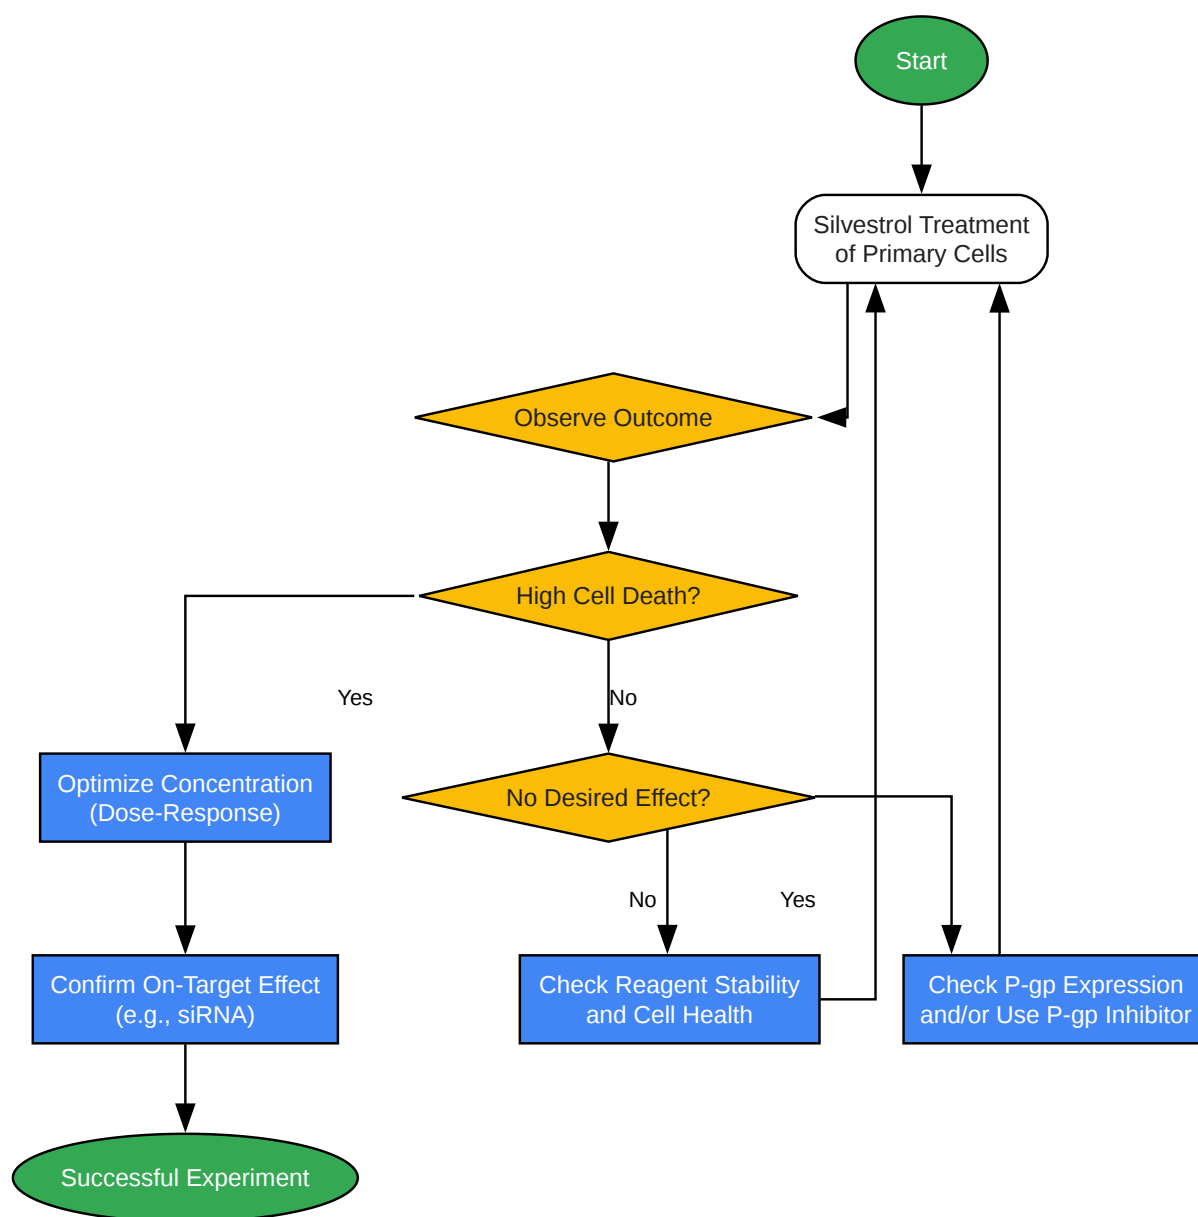 Start
Silvestrol Treatment
of Primary Cells
Observe Outcome
High Cell Death?
Yes
No
Optimize Concentration
(Dose-Response)
No Desired Effect?
No
Yes
Confirm On-Target Effect
(e.g., siRNA)
Check Reagent Stability
and Cell Health
Check P-gp Expression
and/or Use P-gp Inhibitor
Successful Experiment